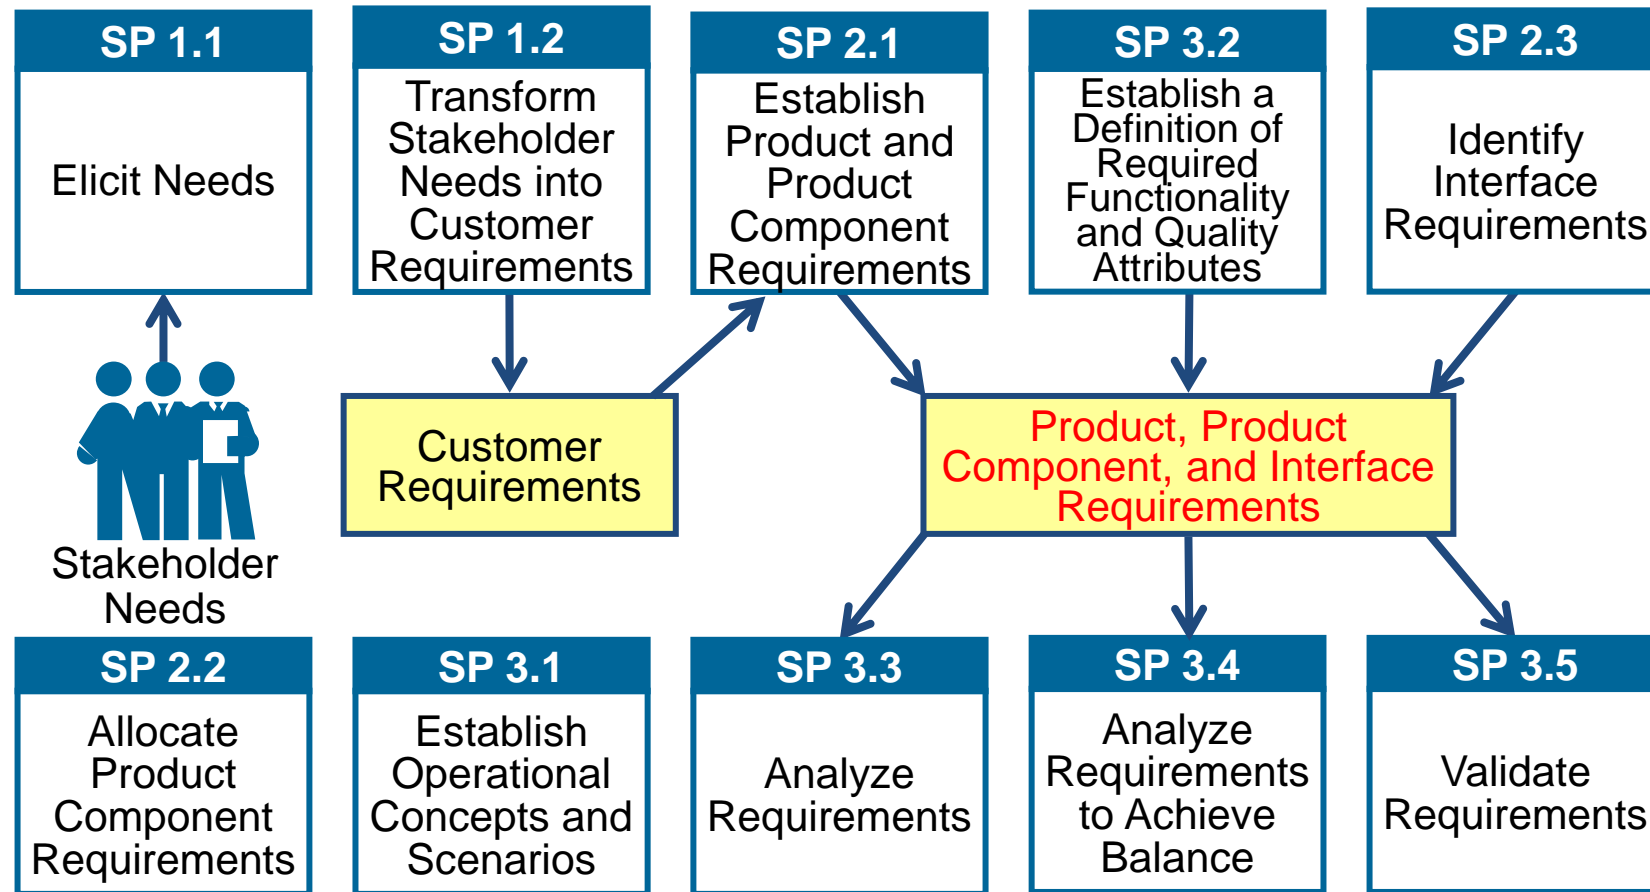 SP 1.1
Elicit Needs
SP 1.2
Transform
Stakeholder
Needs into
Customer
Requirements
SP 2.1
Establish
Product and
Product
Component
Requirements
SP 3.2
Establish a
Definition of
Required
Functionality
and Quality
Attributes
SP 2.3
Identify
Interface
Requirements
Stakeholder
Needs
Customer
Requirements
Product, Product
Component, and Interface
Requirements
SP 2.2
Allocate
Product
Component
Requirements
SP 3.1
Establish
Operational
Concepts and
Scenarios
SP 3.3
Analyze
Requirements
SP 3.4
Analyze
Requirements
to Achieve
Balance
SP 3.5
Validate
Requirements